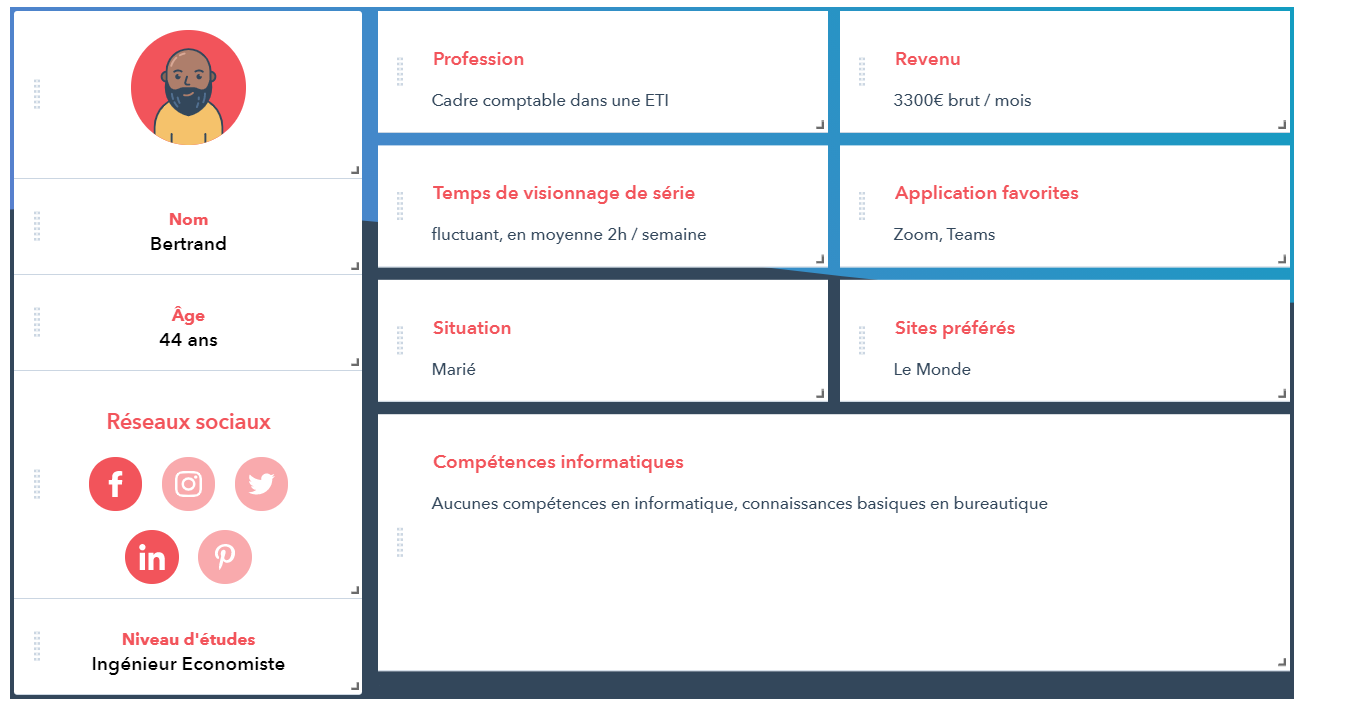 Nom
Bertrand
Âge
44 ans
Réseaux sociaux
Niveau d'études
Ingénieur Economiste
Profession
Cadre comptable dans une ETI
Revenu
3300€ brut / mois
Temps de visionnage de série
fluctuant, en moyenne 2h / semaine
Application favorites
Zoom, Teams
Situation
Marié
Sites préférés
Le Monde
Compétences informatiques
Aucunes compétences en informatique, connaissances basiques en bureautique